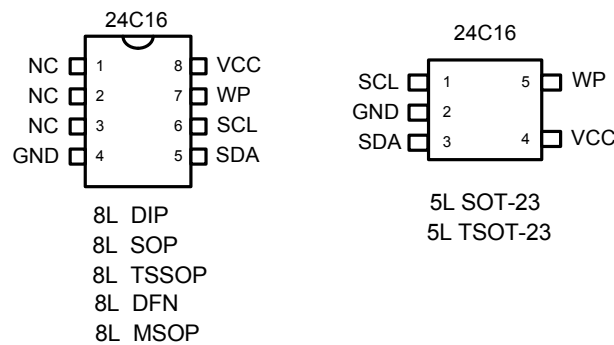 24C16
NC 1 8 VCC
NC 2 7 WP
NC 3 6 SCL
GND 4 5 SDA
8L DIP
8L SOP
8L TSSOP
8L DFN
8L MSOP
24C16
SCL 1 5 WP
GND 2
SDA 3 4 VCC
5L SOT-23
5L TSOT-23